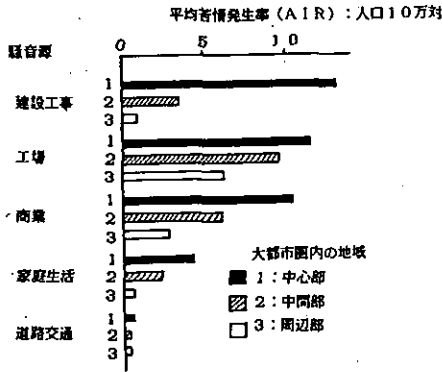 平均苦情発生率（ＡＩＲ）：人口１０万対
0 5 10
騒音源
1
建設工事 2
3
1
工場 2
3
1
商業 2
3
1
家庭生活 2
3
1
道路交通 2
3
大都市圏内の地域
1：中心部
2：中間部
3：周辺部